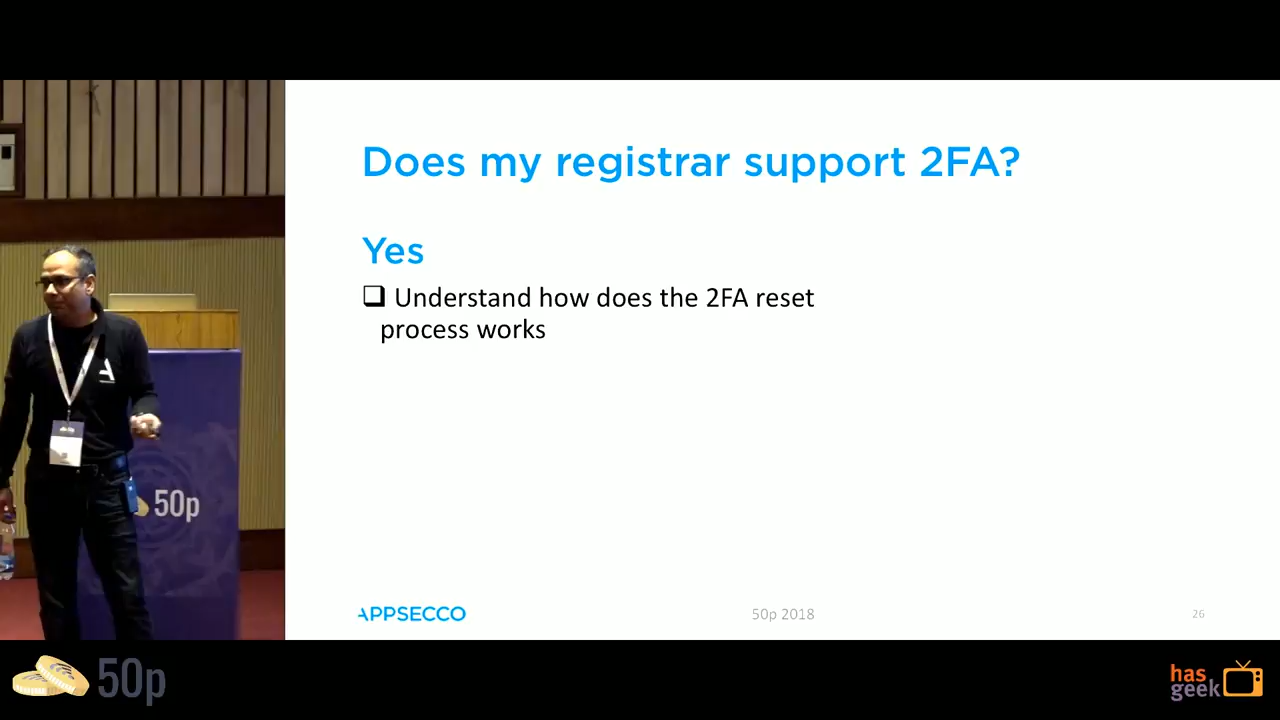 Does my registrar support 2FA?
Yes
❑ Understand how does the 2FA reset
process works
50p
APPSECCO
50p 2018
26
50p
has
geek